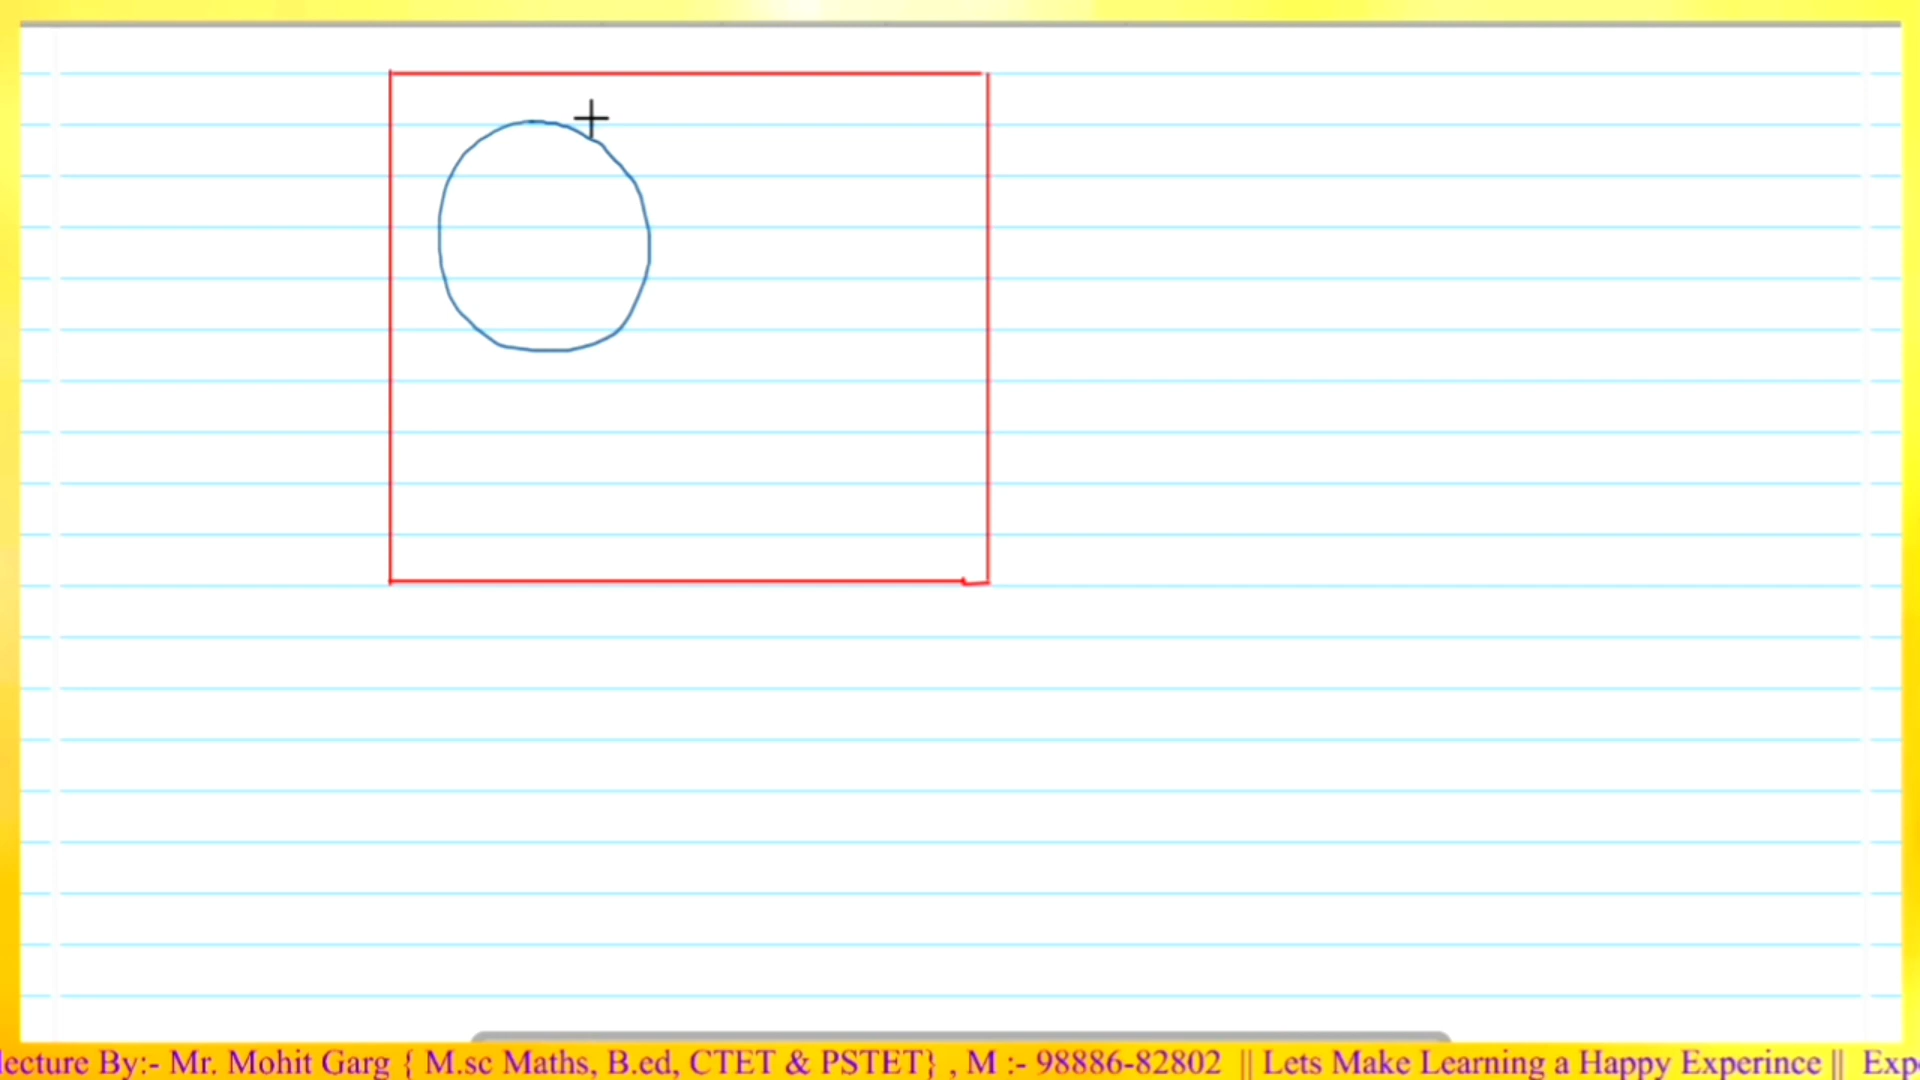 lecture By:- Mr. Mohit Garg { M.sc Maths, B.ed, CTET & PSTET} , M :- 98886-82802 || Lets Make Learning a Happy Experince || Exp